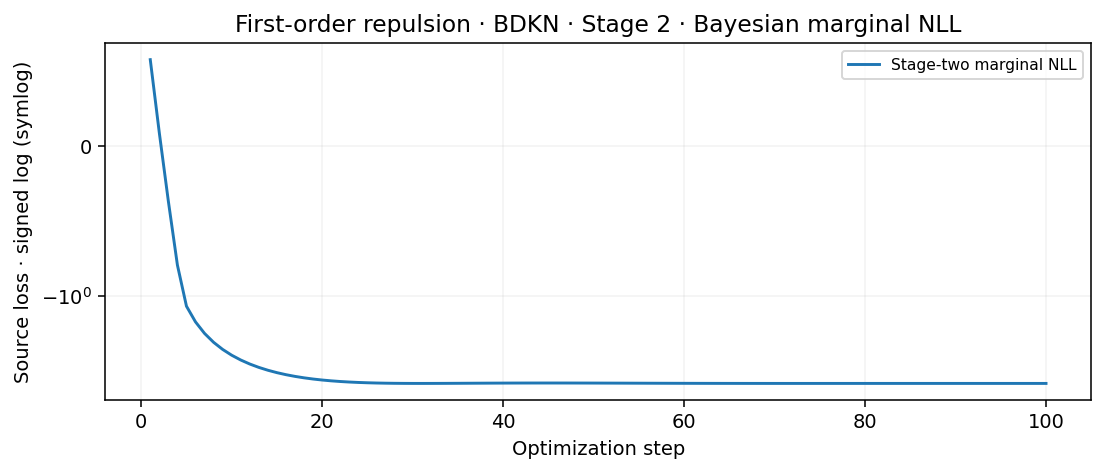 First-order repulsion · BDKN · Stage 2 · Bayesian marginal NLL
Stage-two marginal NLL
Source loss · signed log (symlog)
0
−10⁰
0
20
40
60
80
100
Optimization step